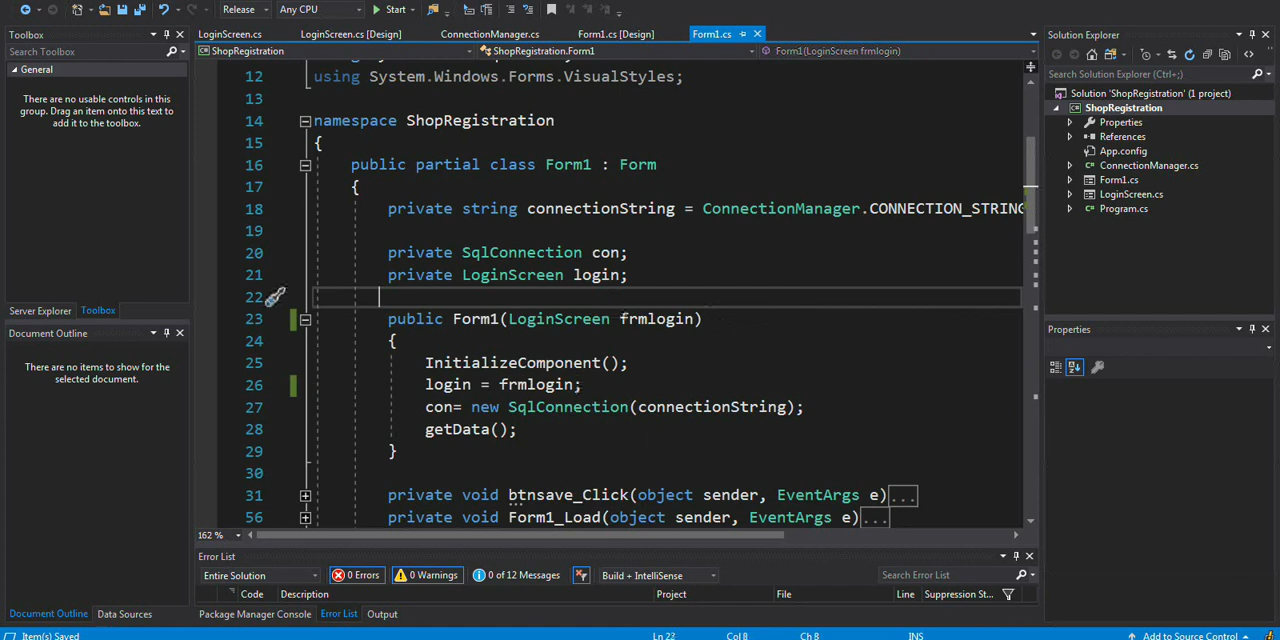 Release
Any CPU
Start
Toolbox
Search Toolbox
General
There are no usable controls in this
group. Drag an item onto this text to
add it to the toolbox.
Server Explorer
Toolbox
Document Outline
There are no items to show for the
selected document.
Document Outline
Data Sources
LoginScreen.cs
LoginScreen.cs [Design]
ConnectionManager.cs
Form1.cs [Design]
Form1.cs
ShopRegistration
ShopRegistration.Form1
Form1(LoginScreen frmlogin)
12 using System.Windows.Forms.VisualStyles;
13
14 namespace ShopRegistration
15 {
16 public partial class Form1 : Form
17 {
18 private string connectionString = ConnectionManager.CONNECTION_STRING
19
20 private SqlConnection con;
21 private LoginScreen login;
22
23 public Form1(LoginScreen frmlogin)
24 {
25 InitializeComponent();
26 login = frmlogin;
27 con= new SqlConnection(connectionString);
28 getData();
29 }
30
31 private void btnsave_Click(object sender, EventArgs e)...
56 private void Form1_Load(object sender, EventArgs e)...
162 %
Error List
Entire Solution
0 Errors
0 Warnings
0 of 12 Messages
Build + IntelliSense
Search Error List
Code
Description
Project
File
Line
Suppression St...
Package Manager Console
Error List
Output
Solution Explorer
Search Solution Explorer (Ctrl+;)
Solution 'ShopRegistration' (1 project)
ShopRegistration
Properties
References
App.config
ConnectionManager.cs
Form1.cs
LoginScreen.cs
Program.cs
Properties
Item(s) Saved
Ln 22
Col 8
Ch 8
INS
Add to Source Control